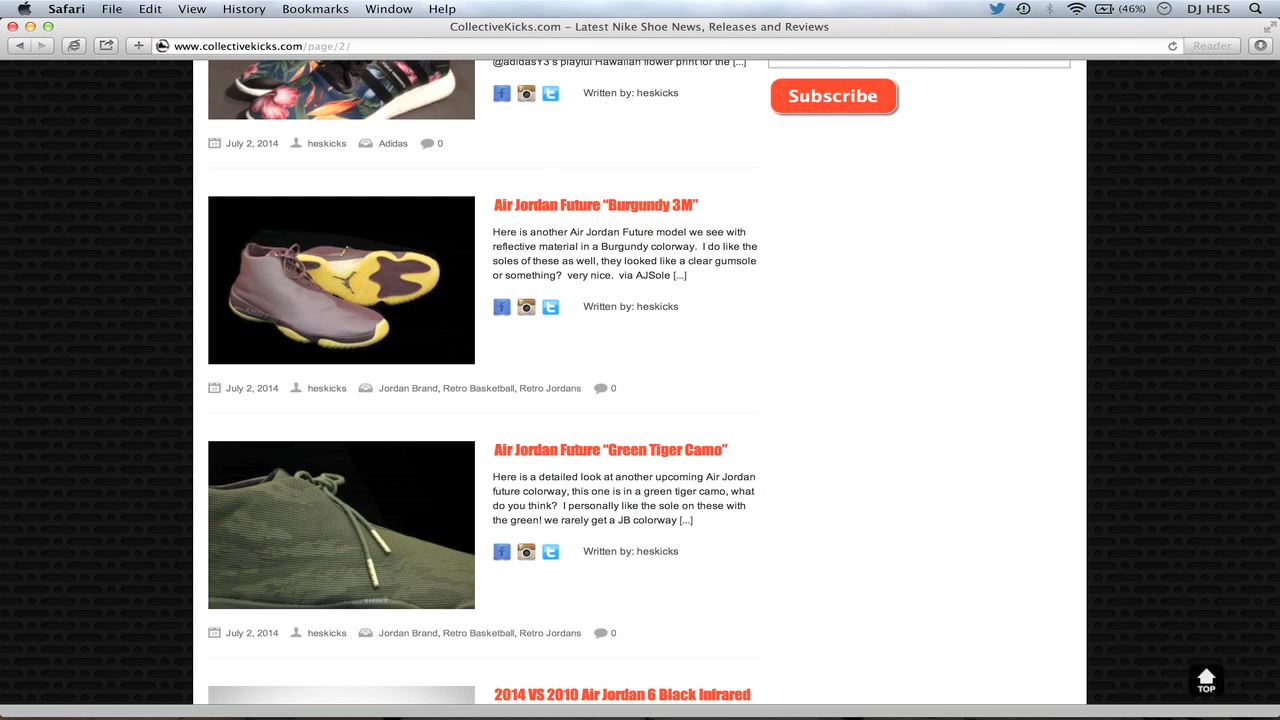 Safari File Edit View History Bookmarks Window Help (46%) DJ HES
CollectiveKicks.com – Latest Nike Shoe News, Releases and Reviews
www.collectivekicks.com/page/2/ Reader
@adidasY3's playful Hawaiian flower print for the [...]
Written by: heskicks
Subscribe
July 2, 2014 heskicks Adidas 0
Air Jordan Future “Burgundy 3M”
Here is another Air Jordan Future model we see with
reflective material in a Burgundy colorway. I do like the
soles of these as well, they looked like a clear gumsole
or something? very nice. via AJSole [...]
Written by: heskicks
July 2, 2014 heskicks Jordan Brand, Retro Basketball, Retro Jordans 0
Air Jordan Future “Green Tiger Camo”
Here is a detailed look at another upcoming Air Jordan
future colorway, this one is in a green tiger camo, what
do you think? I personally like the sole on these with
the green! we rarely get a JB colorway [...]
Written by: heskicks
AJSOLE
July 2, 2014 heskicks Jordan Brand, Retro Basketball, Retro Jordans 0
2014 VS 2010 Air Jordan 6 Black Infrared
TOP